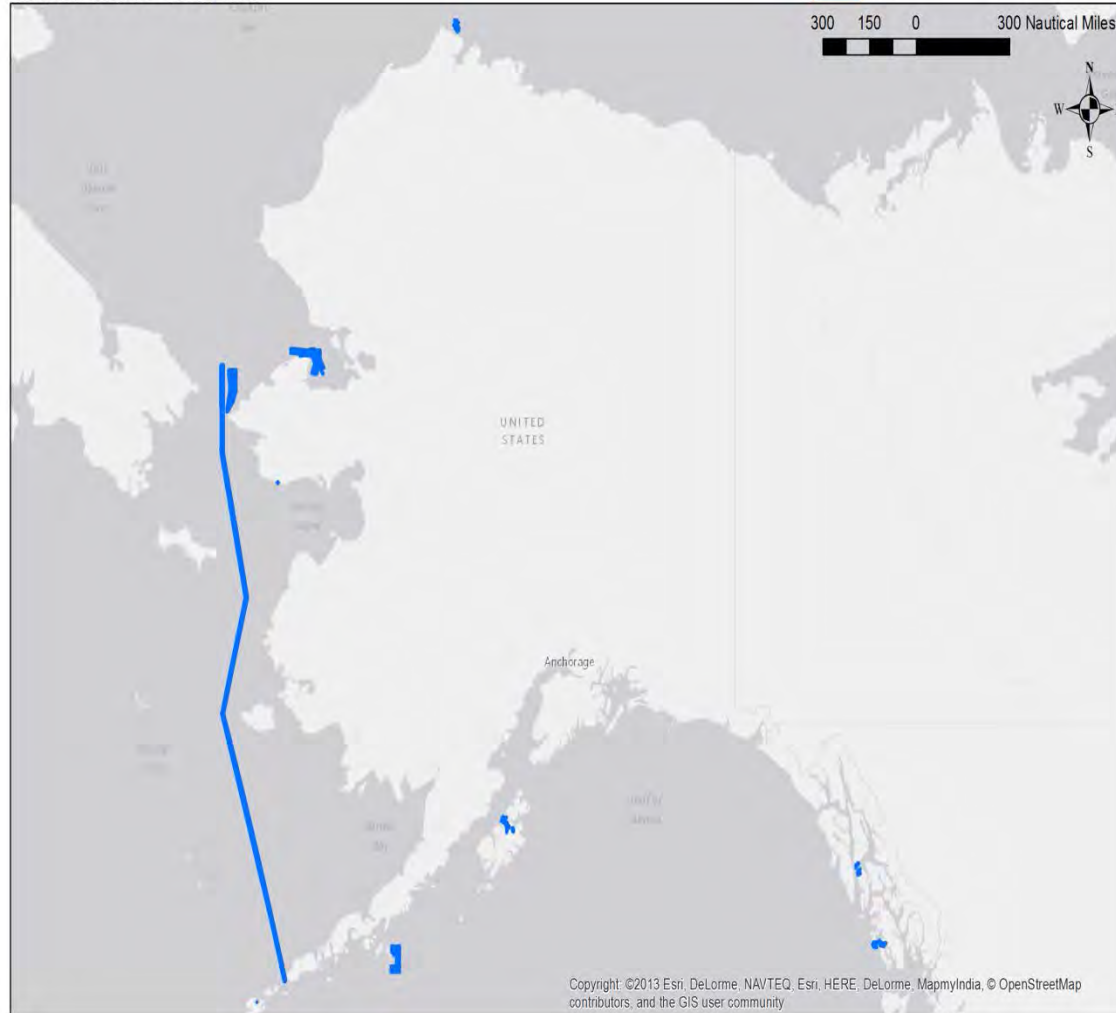 300 150 0 300 Nautical Miles
N
W
S
UNITED
STATES
Anchorage
Copyright: ©2013 Esri, DeLorme, NAVTEQ, Esri, HERE, DeLorme, MapmyIndia, © OpenStreetMap
contributors, and the GIS user community